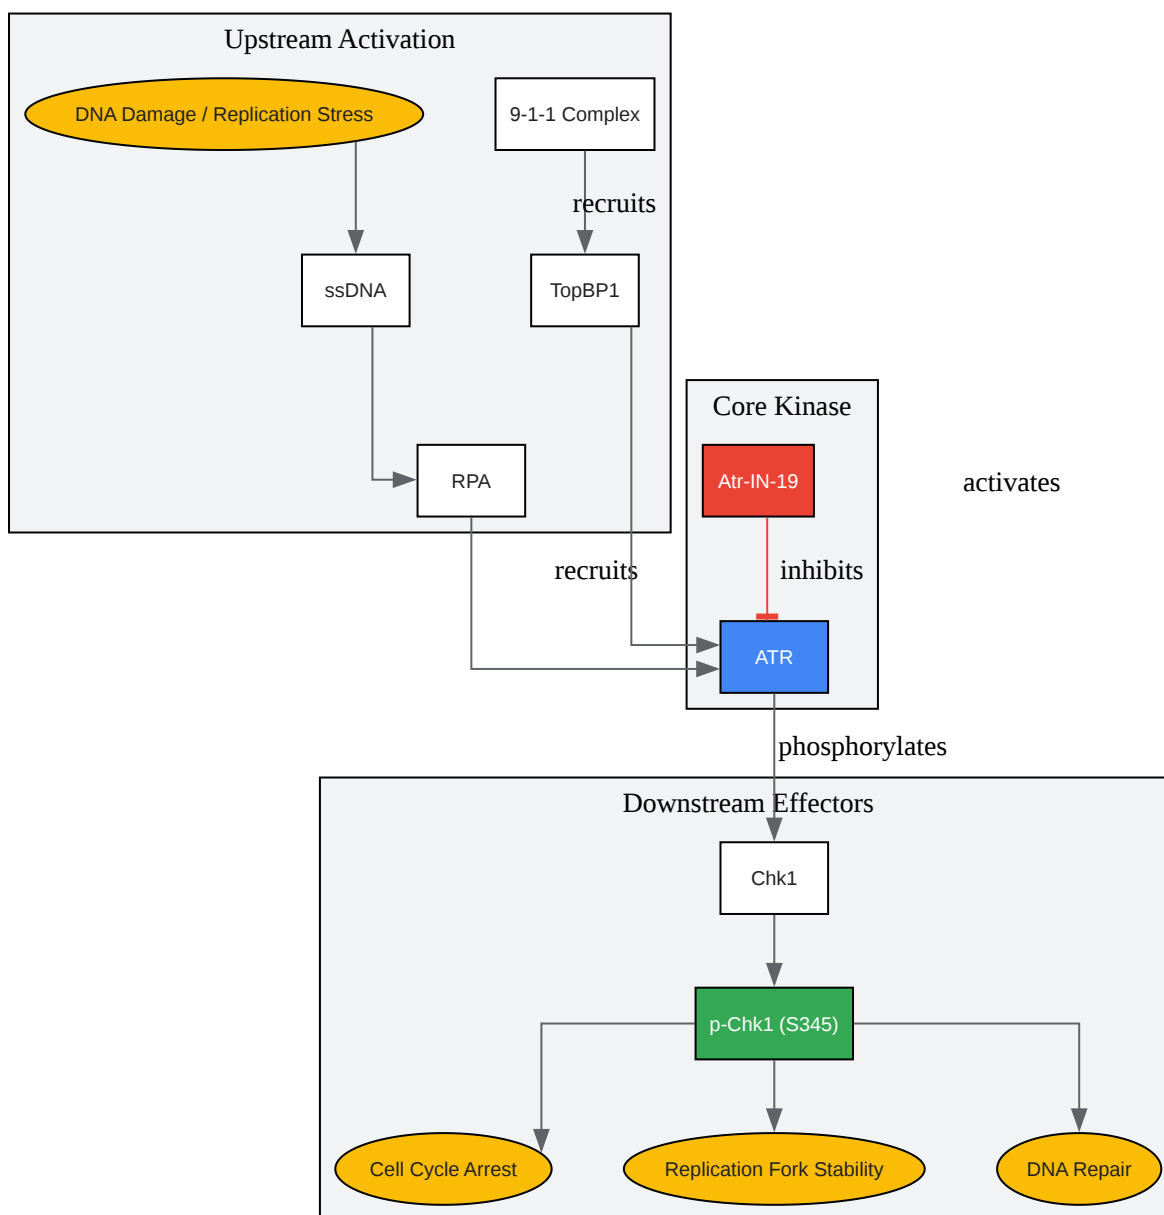 Upstream Activation
DNA Damage / Replication Stress
9-1-1 Complex
recruits
ssDNA
TopBP1
Core Kinase
RPA
Atr-IN-19
activates
recruits
inhibits
ATR
phosphorylates
Downstream Effectors
Chk1
p-Chk1 (S345)
Cell Cycle Arrest
Replication Fork Stability
DNA Repair